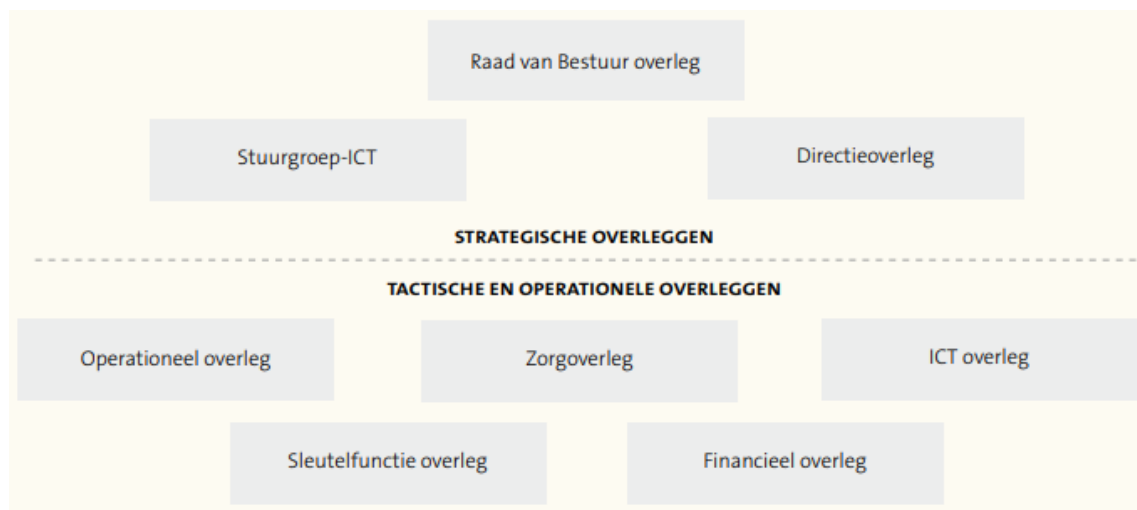 Raad van Bestuur overleg
Stuurgroep-ICT
Directieoverleg
STRATEGISCHE OVERLEGGEN
TACTISCHE EN OPERATIONELE OVERLEGGEN
Operationeel overleg
Zorgoverleg
ICT overleg
Sleutelfunctie overleg
Financieel overleg